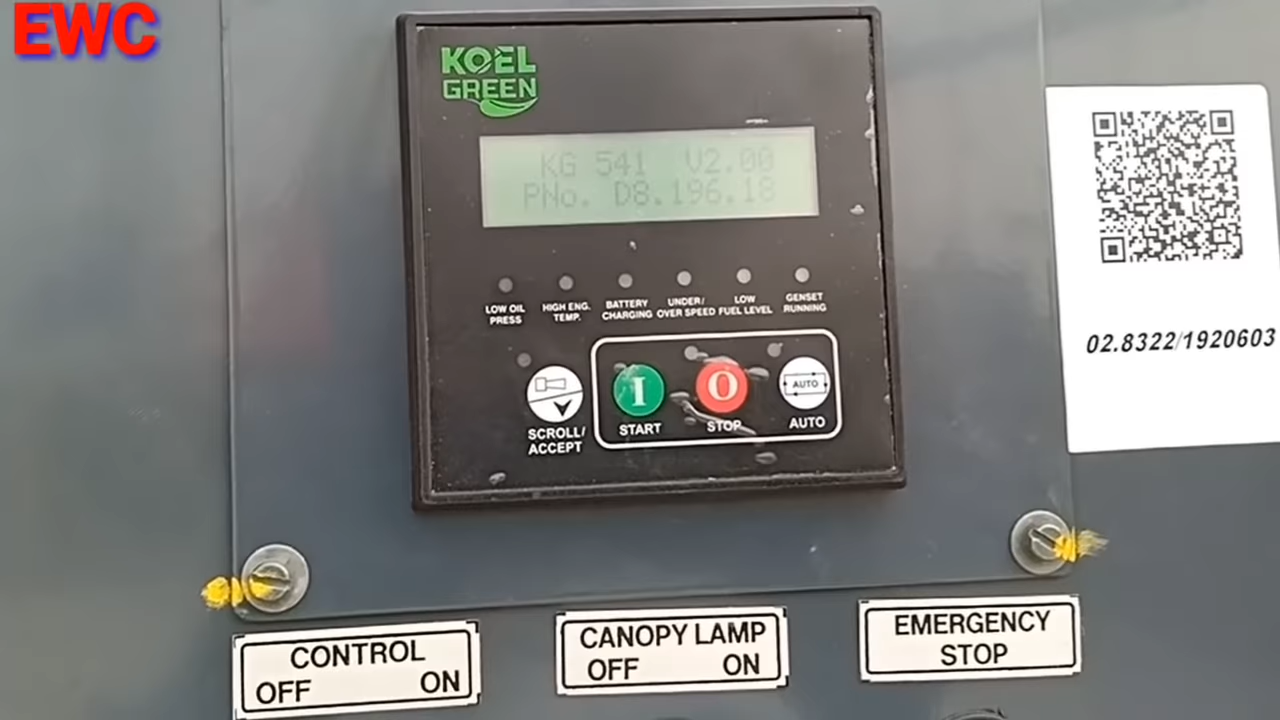 EWC
KOEL
GREEN
KG 541 V2.00
PNo. D8.196.18
LOW OIL
PRESS
HIGH ENG.
TEMP.
BATTERY
CHARGING
UNDER/
OVER SPEED
LOW
FUEL LEVEL
GENSET
RUNNING
I
O
AUTO
SCROLL/
ACCEPT
START
STOP
AUTO
02.8322/1920603
CONTROL
OFF ON
CANOPY LAMP
OFF ON
EMERGENCY
STOP